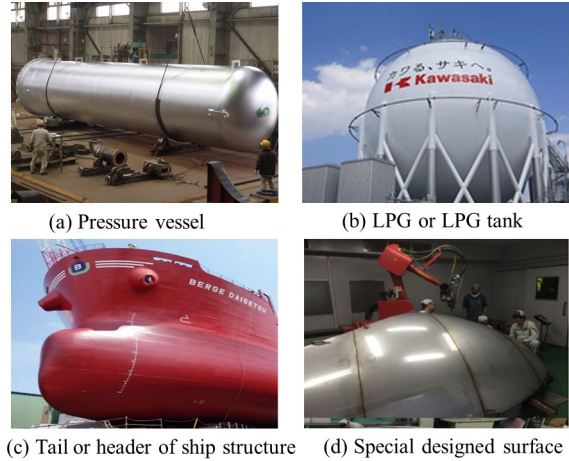 カワる、サキへ。
Kawasaki
(a) Pressure vessel
(b) LPG or LPG tank
B
BERGE DAISETSU
(c) Tail or header of ship structure
(d) Special designed surface